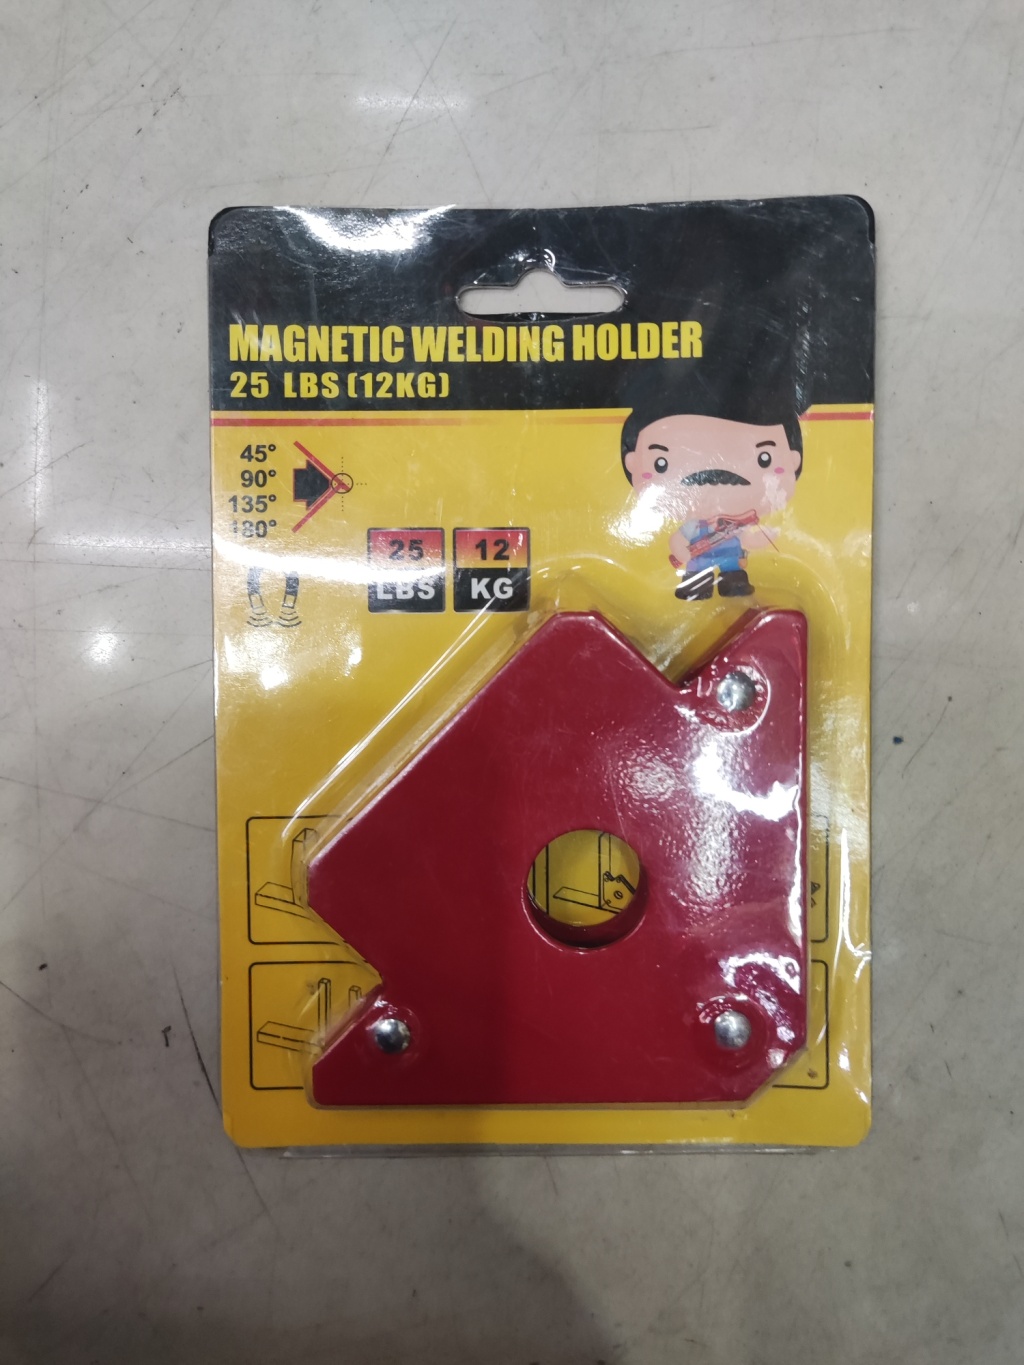 MAGNETIC WELDING HOLDER
25 LBS (12KG)
45°
90°
135°
180°
25 LBS
12 KG